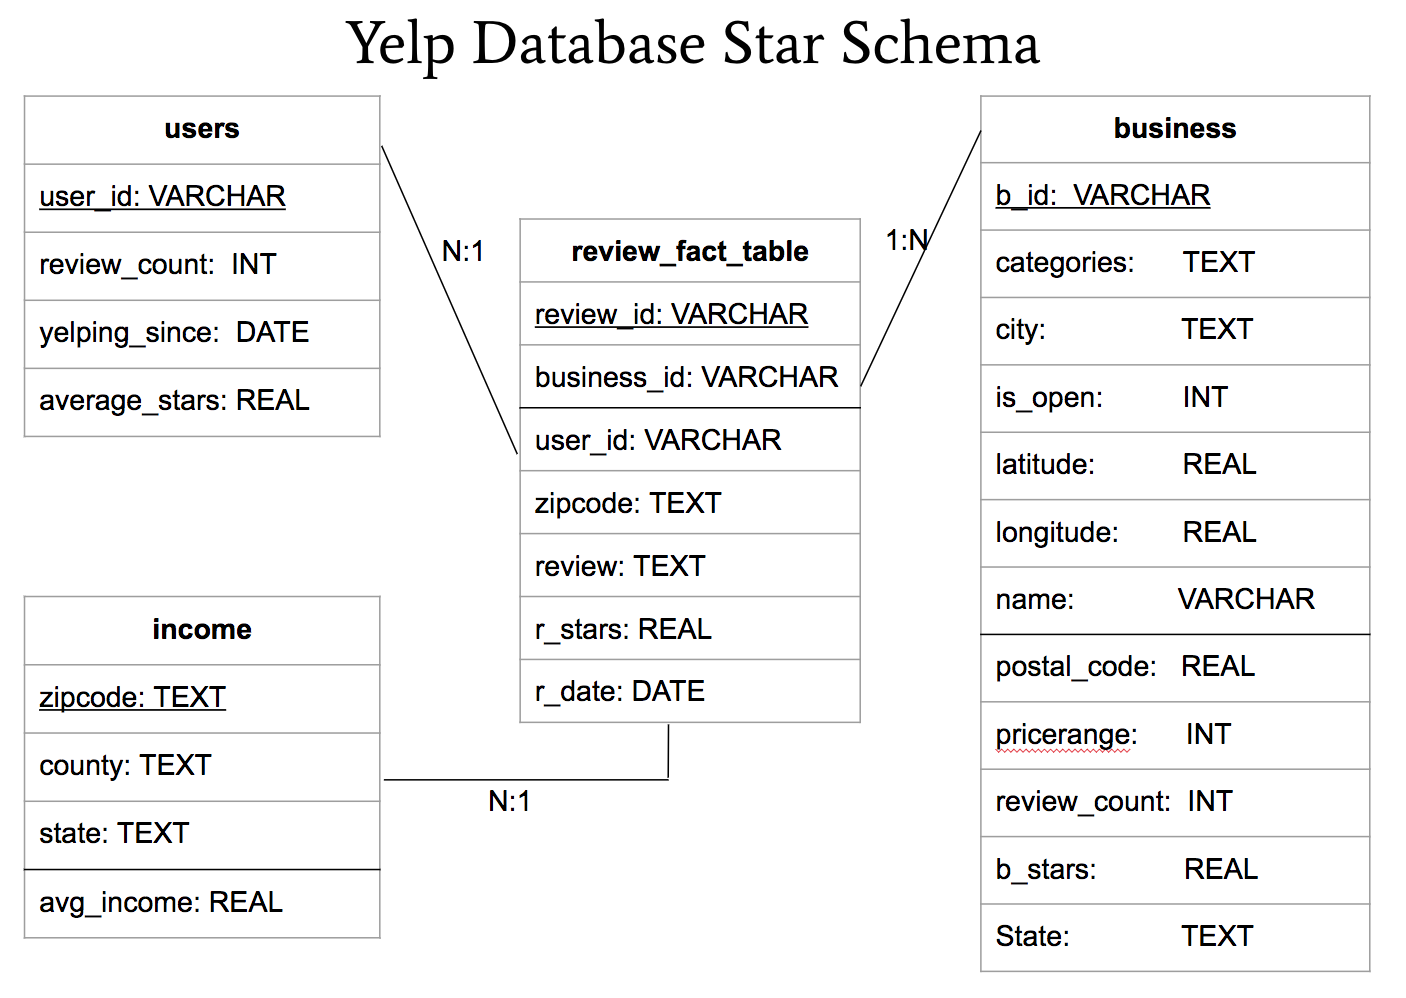 Yelp Database Star Schema
users
user_id: VARCHAR
review_count: INT
yelping_since: DATE
average_stars: REAL
N:1
review_fact_table
review_id: VARCHAR
business_id: VARCHAR
user_id: VARCHAR
zipcode: TEXT
review: TEXT
r_stars: REAL
r_date: DATE
1:N
business
b_id: VARCHAR
categories: TEXT
city: TEXT
is_open: INT
latitude: REAL
longitude: REAL
name: VARCHAR
postal_code: REAL
pricerange: INT
review_count: INT
b_stars: REAL
State: TEXT
income
zipcode: TEXT
county: TEXT
state: TEXT
avg_income: REAL
N:1